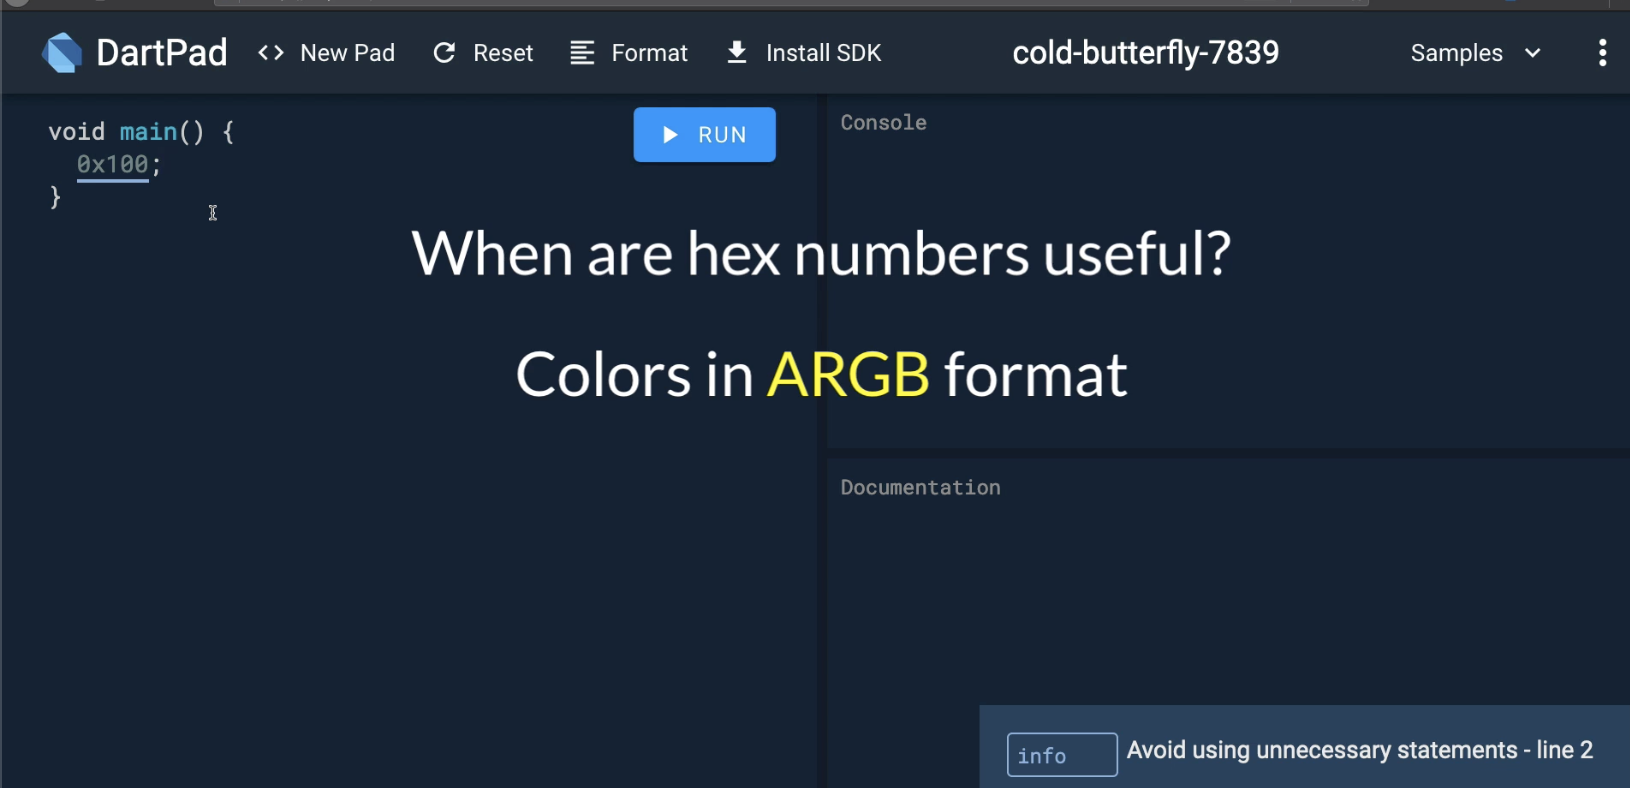 DartPad
<> New Pad
Reset
Format
Install SDK
cold-butterfly-7839
Samples
void main() {
0x100;
}
RUN
Console
When are hex numbers useful?
Colors in ARGB format
Documentation
info
Avoid using unnecessary statements - line 2